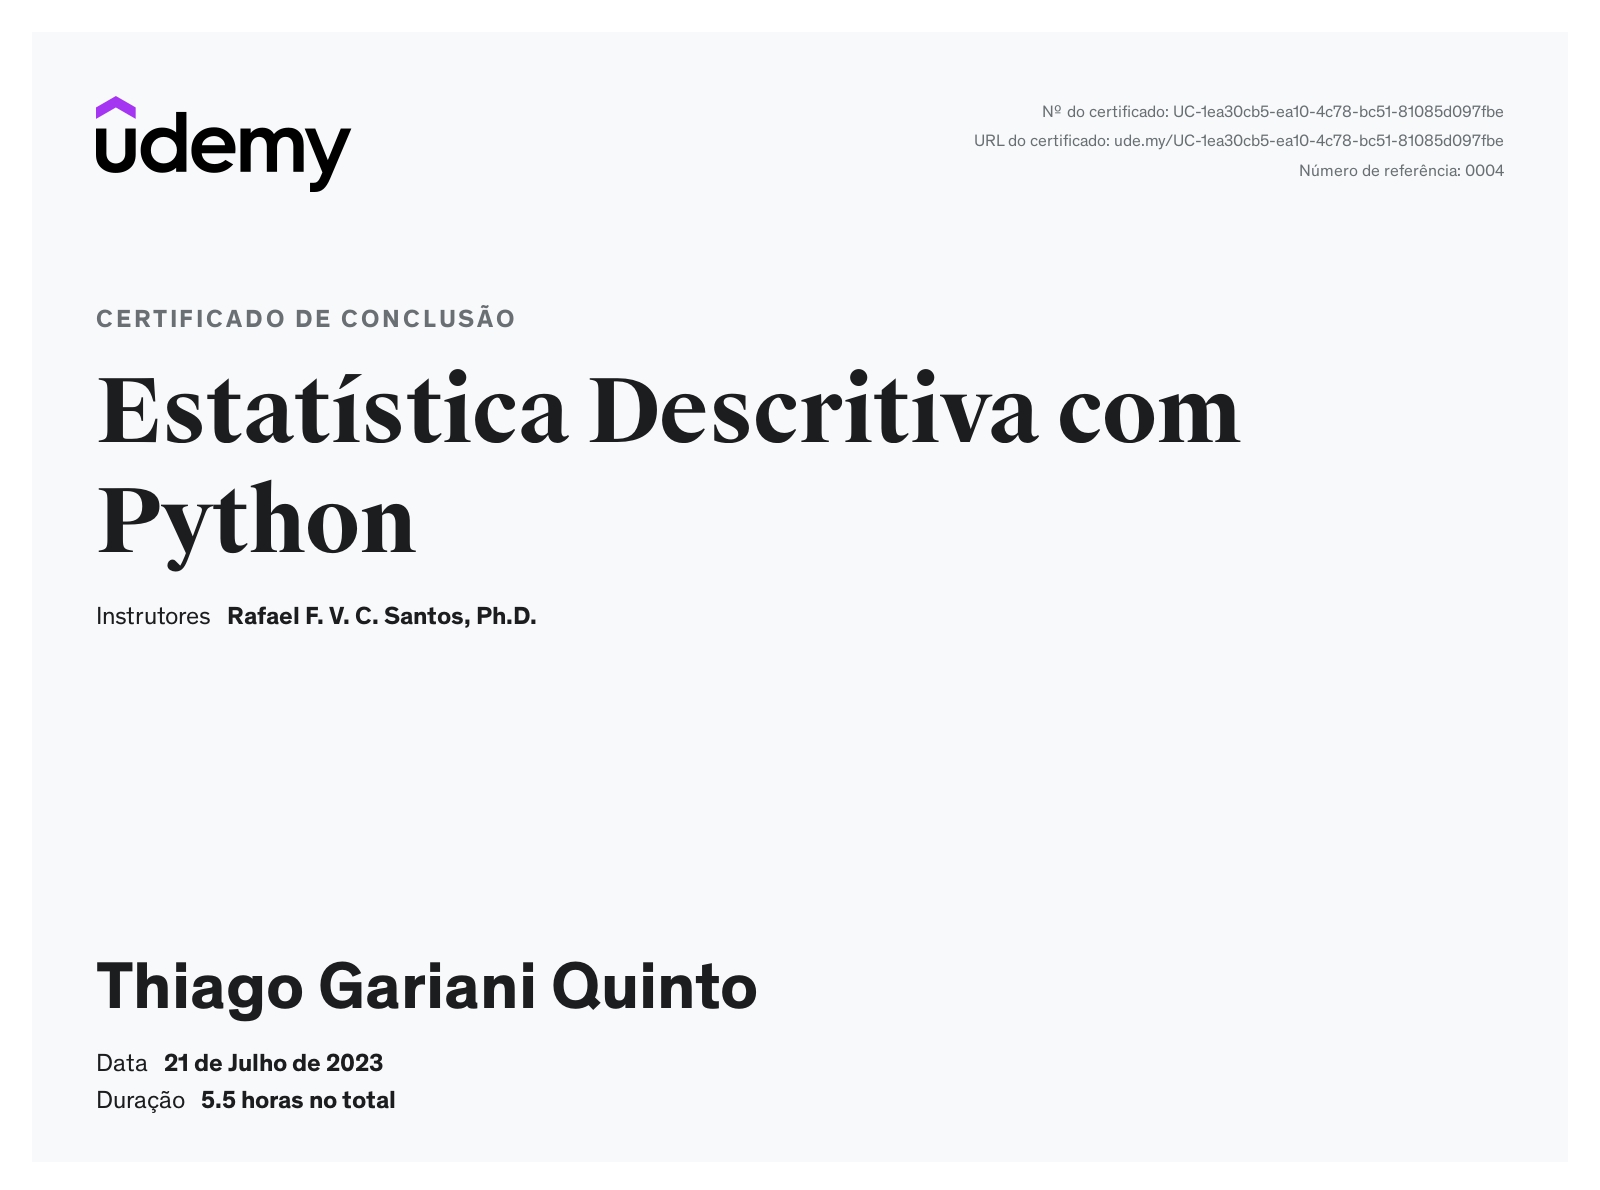 udemy
Nº do certificado: UC-1ea30cb5-ea10-4c78-bc51-81085d097fbe
URL do certificado: ude.my/UC-1ea30cb5-ea10-4c78-bc51-81085d097fbe
Número de referência: 0004
CERTIFICADO DE CONCLUSÃO
Estatística Descritiva com
Python
Instrutores Rafael F. V. C. Santos, Ph.D.
Thiago Gariani Quinto
Data 21 de Julho de 2023
Duração 5.5 horas no total